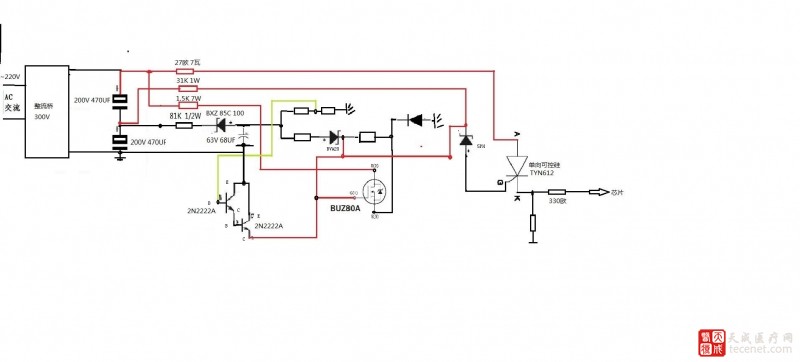 27欧 7瓦
~220V
31K 1W
AC
交流
整流桥
300V
200V 470UF
1.5K 7W
81K 1/2W
BXZ 85C 100
63V 68UF
200V 470UF
A
单向可控硅
TYN612
G
K
芯片
330欧
B
C
E
2N2222A
B
E
C
2N2222A
BUZ80A
天成医疗网
tecenet.com